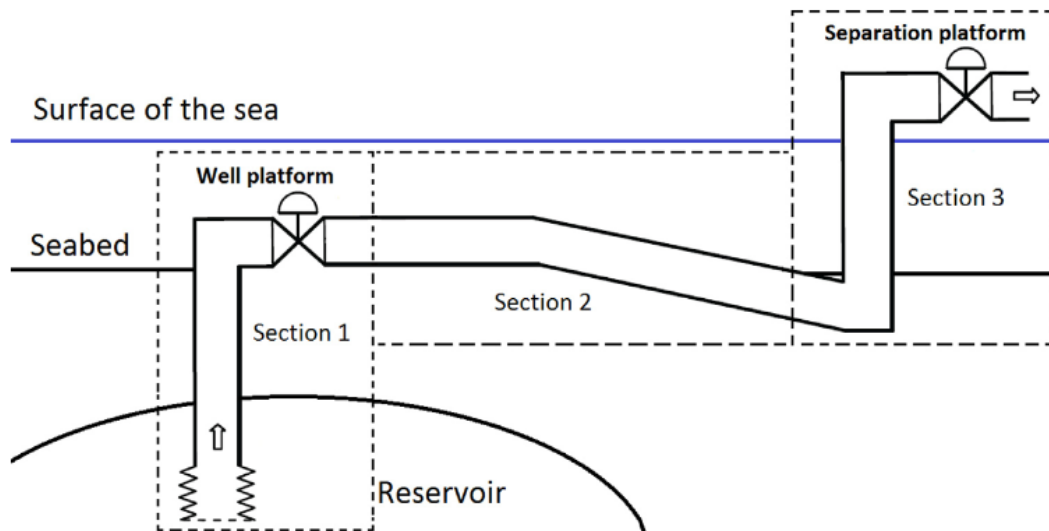 Separation platform
Surface of the sea
Well platform
Section 3
Seabed
Section 2
Section 1
Reservoir